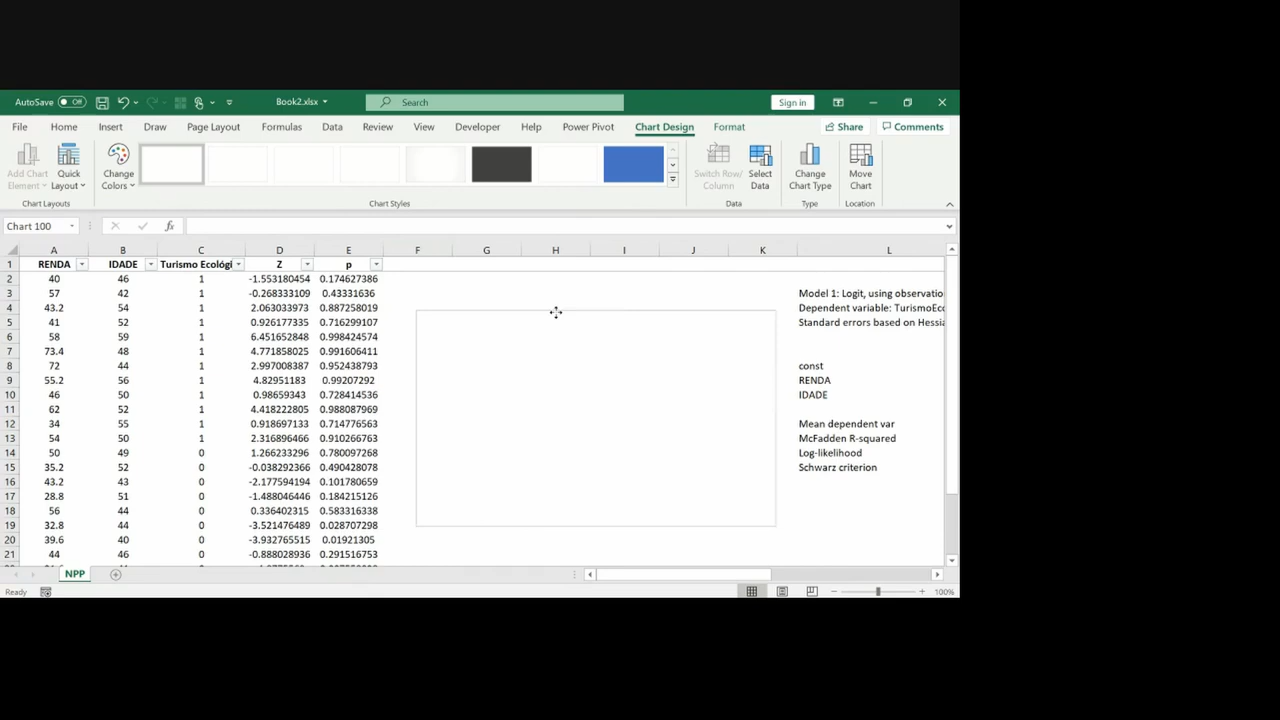 AutoSave Off Book2.xlsx Search Sign in
File Home Insert Draw Page Layout Formulas Data Review View Developer Help Power Pivot Chart Design Format Share Comments
Add Chart Element Quick Layout Change Colors Switch Row/ Column Select Data Change Chart Type Move Chart
Chart Layouts Chart Styles Data Type Location
Chart 100 fx
A B C D E F G H I J K L
1 RENDA IDADE Turismo Ecológi Z p
2 40 46 1 -1.553180454 0.174627386
3 57 42 1 -0.268333109 0.43331636 Model 1: Logit, using observatio
4 43.2 54 1 2.063033973 0.887258019 Dependent variable: TurismoEco
5 41 52 1 0.926177335 0.716299107 Standard errors based on Hessia
6 58 59 1 6.451652848 0.998424574
7 73.4 48 1 4.771858025 0.991606411
8 72 44 1 2.997008387 0.952438793 const
9 55.2 56 1 4.82951183 0.99207292 RENDA
10 46 50 1 0.98659343 0.728414536 IDADE
11 62 52 1 4.418222805 0.988087969
12 34 55 1 0.918697133 0.714776563 Mean dependent var
13 54 50 1 2.316896466 0.910266763 McFadden R-squared
14 50 49 0 1.266233296 0.780097268 Log-likelihood
15 35.2 52 0 -0.038292366 0.490428078 Schwarz criterion
16 43.2 43 0 -2.177594194 0.101780659
17 28.8 51 0 -1.488046446 0.184215126
18 56 44 0 0.336402315 0.583316338
19 32.8 44 0 -3.521476489 0.028707298
20 39.6 40 0 -3.932765515 0.01921305
21 44 46 0 -0.888028936 0.291516753
NPP
Ready 100%